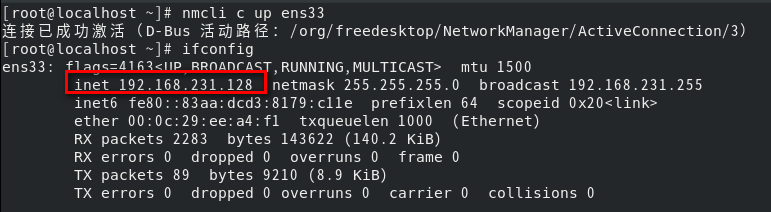 [root@localhost ~]# nmcli c up ens33
连接已成功激活（D-Bus 活动路径：/org/freedesktop/NetworkManager/ActiveConnection/3）
[root@localhost ~]# ifconfig
ens33: flags=4163<UP,BROADCAST,RUNNING,MULTICAST>  mtu 1500
        inet 192.168.231.128  netmask 255.255.255.0  broadcast 192.168.231.255
        inet6 fe80::83aa:dcd3:8179:c11e  prefixlen 64  scopeid 0x20<link>
        ether 00:0c:29:ee:a4:f1  txqueuelen 1000  (Ethernet)
        RX packets 2283  bytes 143622 (140.2 KiB)
        RX errors 0  dropped 0  overruns 0  frame 0
        TX packets 89  bytes 9210 (8.9 KiB)
        TX errors 0  dropped 0 overruns 0  carrier 0  collisions 0